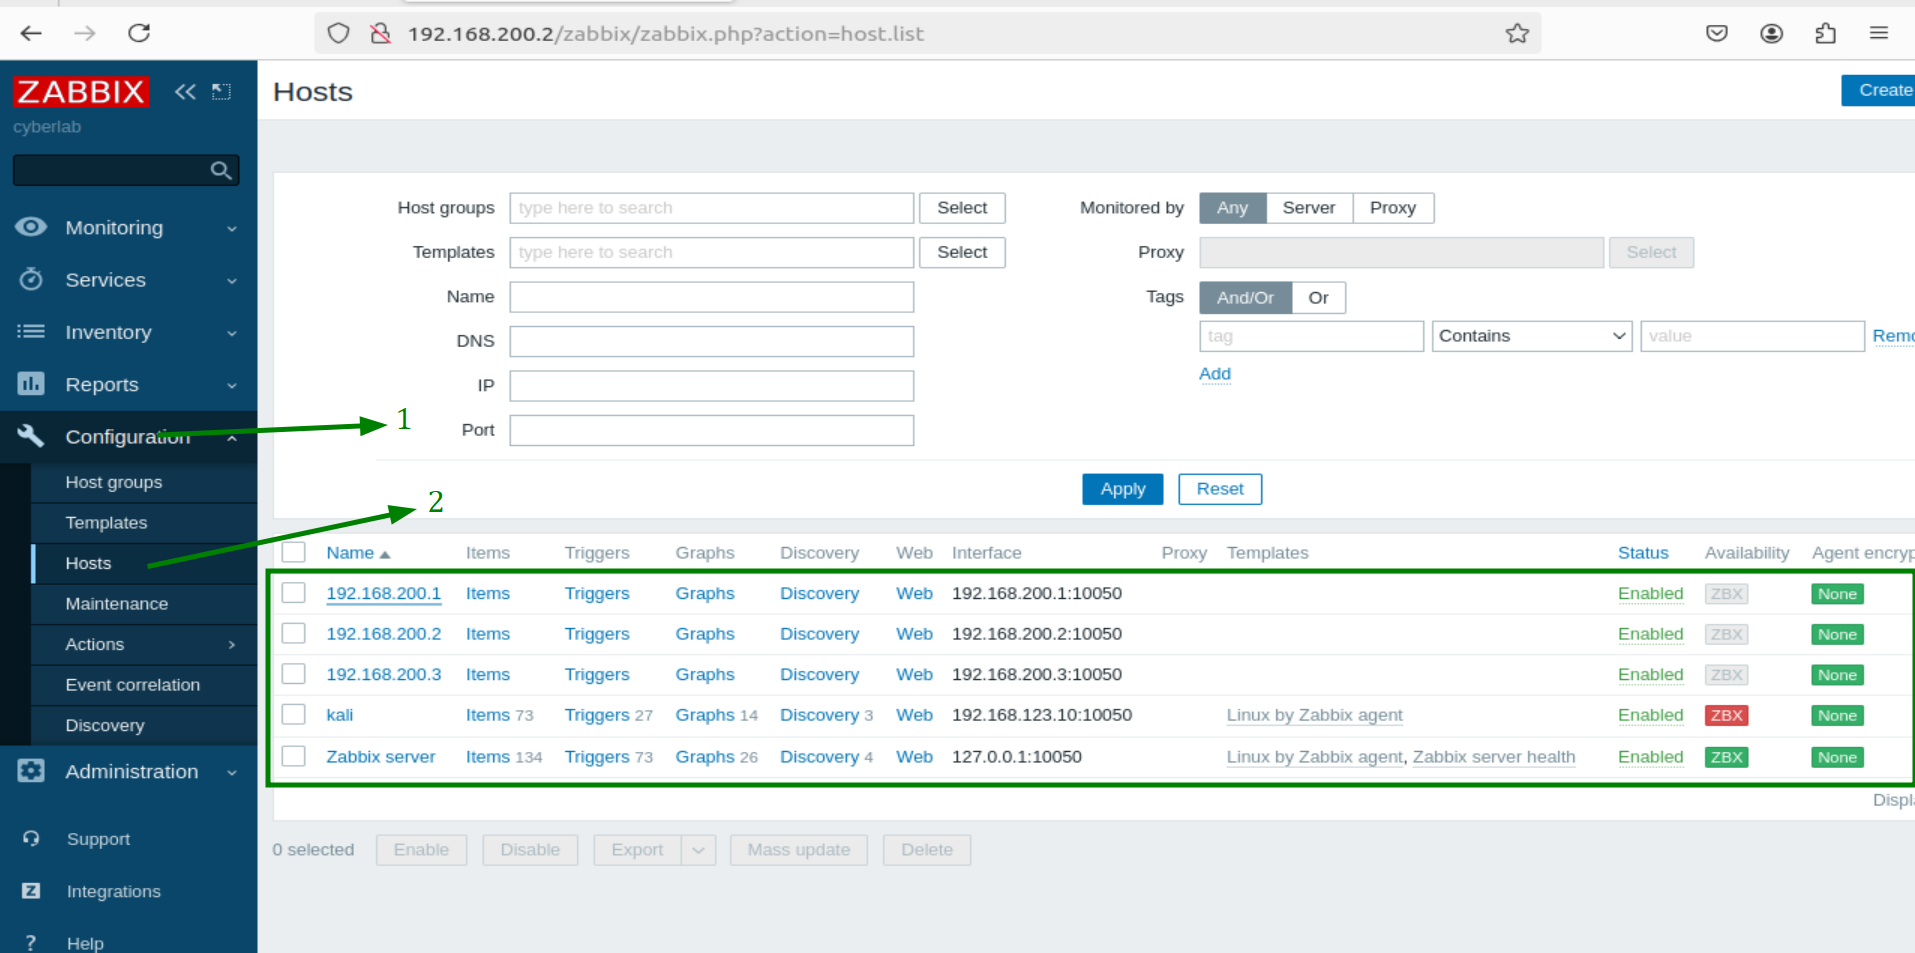 192.168.200.2/zabbix/zabbix.php?action=host.list
ZABBIX
cyberlab
Monitoring
Services
Inventory
Reports
Configuration
Host groups
Templates
Hosts
Maintenance
Actions
Event correlation
Discovery
Administration
Support
Z Integrations
? Help
Hosts
Create
Host groups type here to search Select
Templates type here to search Select
Name
DNS
IP
Port
Monitored by Any Server Proxy
Proxy Select
Tags And/Or Or
tag Contains value Remo
Add
1
2
Apply Reset
Name Items Triggers Graphs Discovery Web Interface Proxy Templates Status Availability Agent encryp
192.168.200.1 Items Triggers Graphs Discovery Web 192.168.200.1:10050 Enabled ZBX None
192.168.200.2 Items Triggers Graphs Discovery Web 192.168.200.2:10050 Enabled ZBX None
192.168.200.3 Items Triggers Graphs Discovery Web 192.168.200.3:10050 Enabled ZBX None
kali Items 73 Triggers 27 Graphs 14 Discovery 3 Web 192.168.123.10:10050 Linux by Zabbix agent Enabled ZBX None
Zabbix server Items 134 Triggers 73 Graphs 26 Discovery 4 Web 127.0.0.1:10050 Linux by Zabbix agent, Zabbix server health Enabled ZBX None
Displ
0 selected Enable Disable Export Mass update Delete